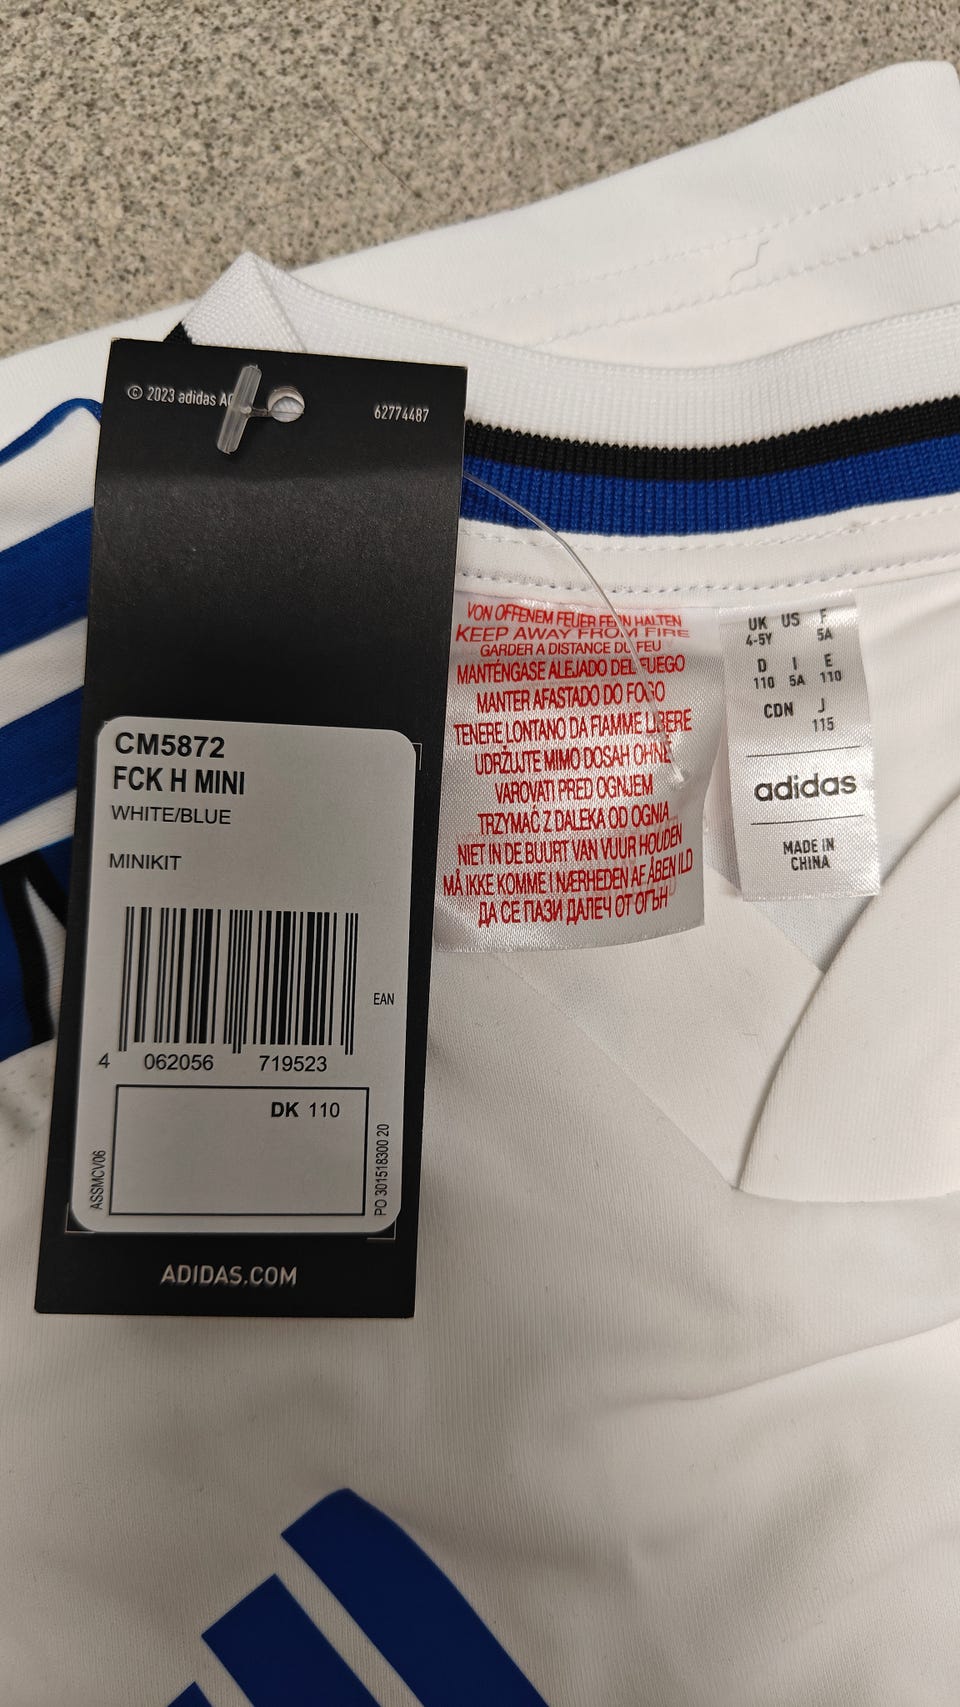 © 2023 adidas
62774487
CM5872
FCK H MINI
WHITE/BLUE
MINIKIT
EAN
4 062056 719523
DK 110
ASSMCV06
PO 301518300 20
ADIDAS.COM
VON OFFENEM FEUER FERN HALTEN
KEEP AWAY FROM FIRE
GARDER A DISTANCE DU FEU
MANTÉNGASE ALEJADO DEL FUEGO
MANTER AFASTADO DO FOGO
TENERE LONTANO DA FIAMME LIBERE
UDRŽUJTE MIMO DOSAH OHNĚ
VAROVATI PRED OGNJEM
TRZYMAĆ Z DALEKA OD OGNIA
NIET IN DE BUURT VAN VUUR HOUDEN
MÅ IKKE KOMME I NÆRHEDEN AF ÅBEN ILD
ДА СЕ ПАЗИ ДАЛЕЧ ОТ ОГЪН
UK US F
4-5Y 5A
D I E
110 5A 110
CDN J
115
adidas
MADE IN
CHINA